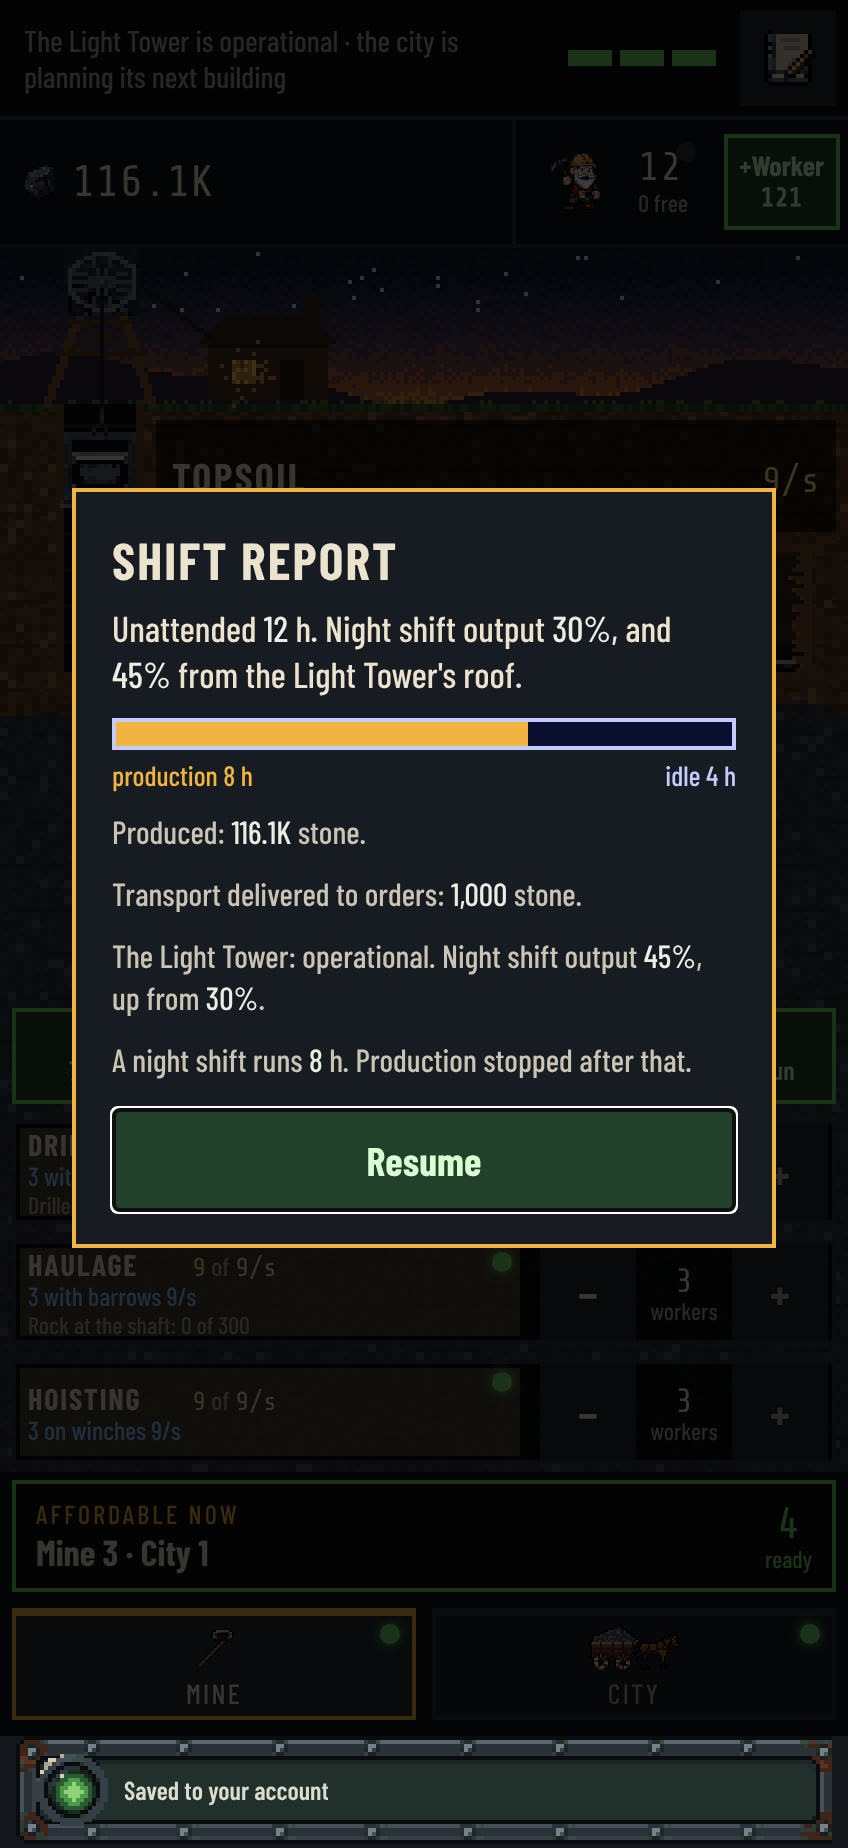 The Light Tower is operational · the city is
planning its next building
116.1K
12
0 free
+Worker
121
TOPSOIL
9/s
SHIFT REPORT
Unattended 12 h. Night shift output 30%, and
45% from the Light Tower's roof.
production 8 h
idle 4 h
Produced: 116.1K stone.
Transport delivered to orders: 1,000 stone.
The Light Tower: operational. Night shift output 45%,
up from 30%.
A night shift runs 8 h. Production stopped after that.
Resume
3
HAULAGE 9 of 9/s
3 with barrows 9/s
Rock at the shaft: 0 of 300
−
3
workers
+
HOISTING 9 of 9/s
3 on winches 9/s
−
3
workers
+
AFFORDABLE NOW
Mine 3 · City 1
4
ready
MINE
CITY
Saved to your account